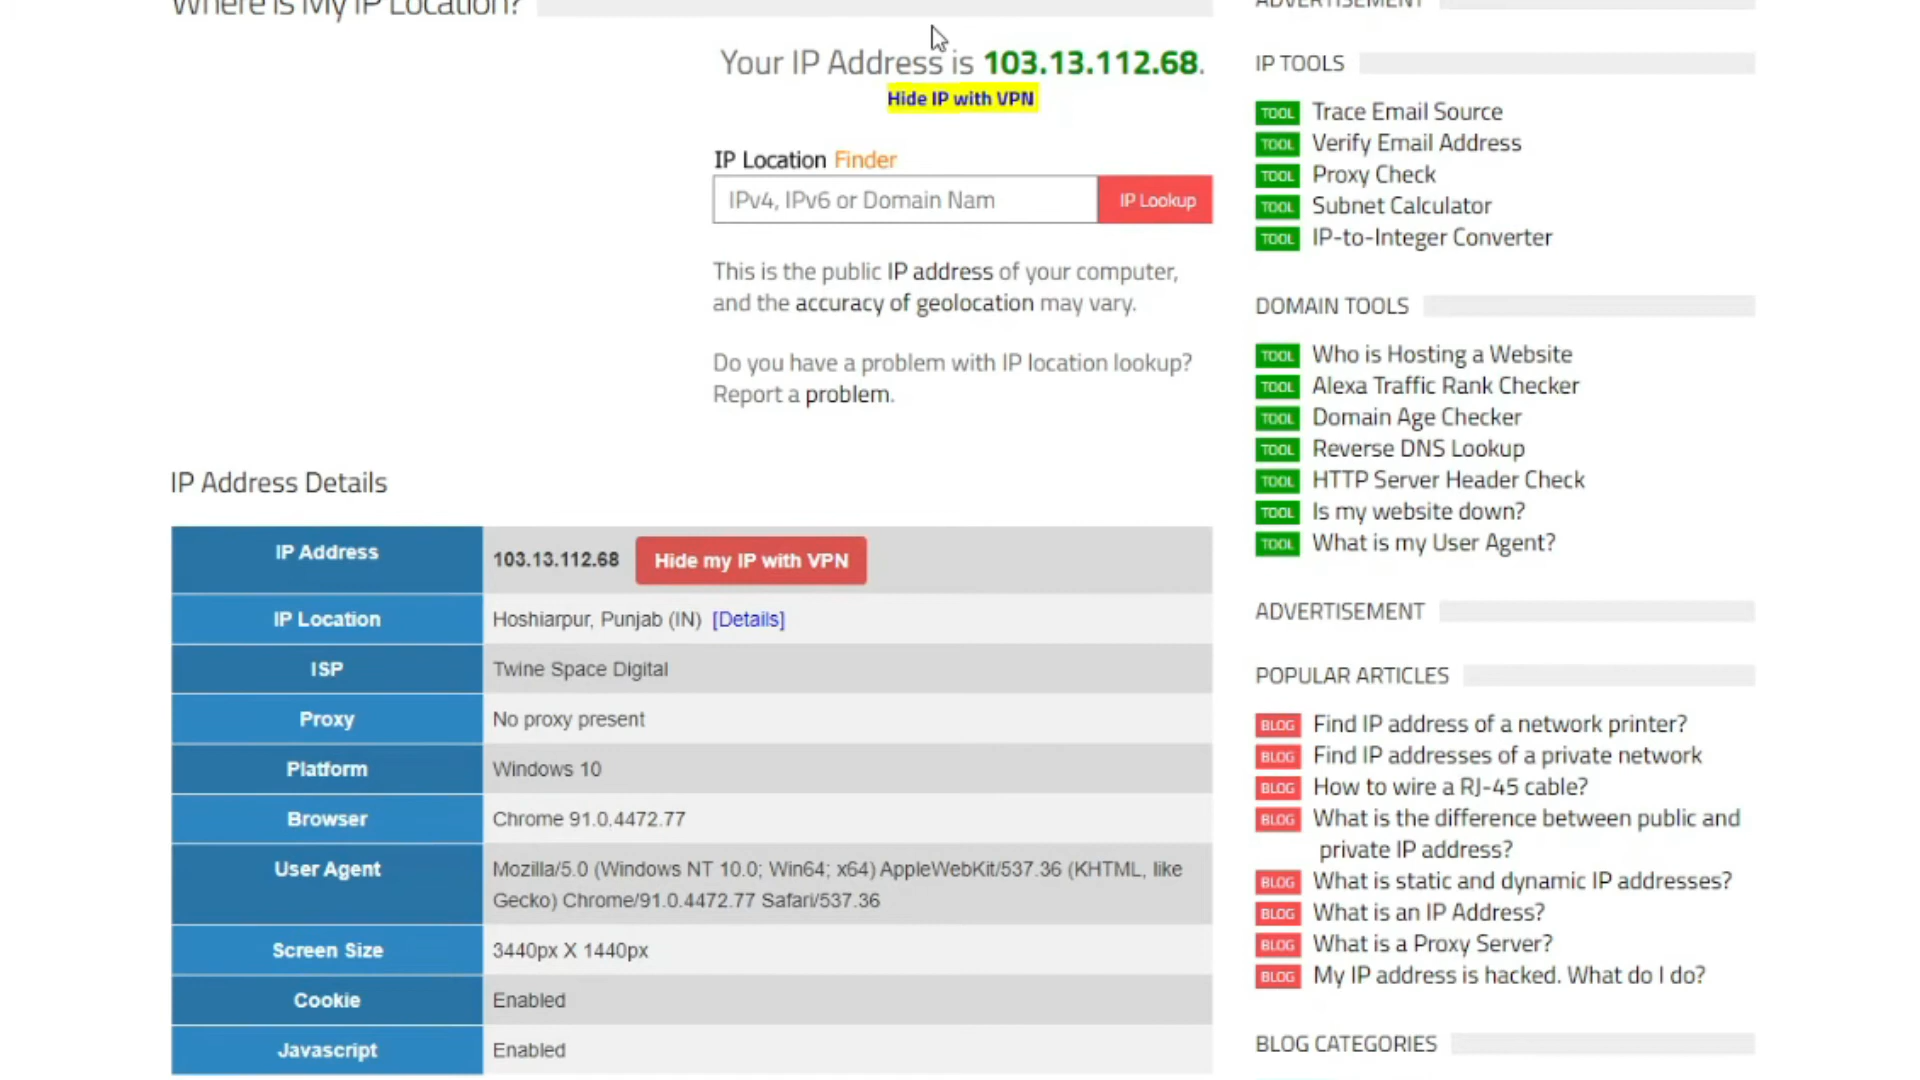 Where is My IP Location?
Your IP Address is 103.13.112.68.
Hide IP with VPN
IP Location Finder
IPv4, IPv6 or Domain Nam
IP Lookup
This is the public IP address of your computer,
and the accuracy of geolocation may vary.
Do you have a problem with IP location lookup?
Report a problem.
IP Address Details
IP Address 103.13.112.68 Hide my IP with VPN
IP Location Hoshiarpur, Punjab (IN) [Details]
ISP Twine Space Digital
Proxy No proxy present
Platform Windows 10
Browser Chrome 91.0.4472.77
User Agent Mozilla/5.0 (Windows NT 10.0; Win64; x64) AppleWebKit/537.36 (KHTML, like
Gecko) Chrome/91.0.4472.77 Safari/537.36
Screen Size 3440px X 1440px
Cookie Enabled
Javascript Enabled
ADVERTISEMENT
IP TOOLS
TOOL Trace Email Source
TOOL Verify Email Address
TOOL Proxy Check
TOOL Subnet Calculator
TOOL IP-to-Integer Converter
DOMAIN TOOLS
TOOL Who is Hosting a Website
TOOL Alexa Traffic Rank Checker
TOOL Domain Age Checker
TOOL Reverse DNS Lookup
TOOL HTTP Server Header Check
TOOL Is my website down?
TOOL What is my User Agent?
ADVERTISEMENT
POPULAR ARTICLES
BLOG Find IP address of a network printer?
BLOG Find IP addresses of a private network
BLOG How to wire a RJ-45 cable?
BLOG What is the difference between public and
private IP address?
BLOG What is static and dynamic IP addresses?
BLOG What is an IP Address?
BLOG What is a Proxy Server?
BLOG My IP address is hacked. What do I do?
BLOG CATEGORIES